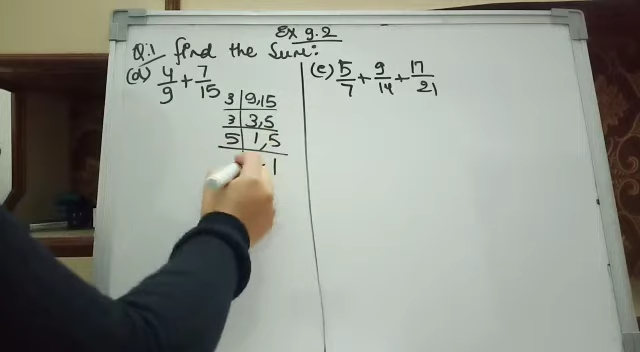 Ex 9.2
Q:1 find the Sum:
(d) 4/9 + 7/15
3 | 9,15
3 | 3,5
5 | 1,5
1
(e) 5/7 + 9/14 + 17/21